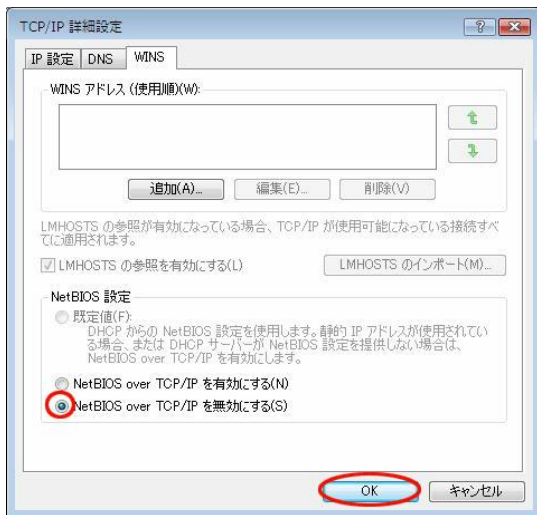 TCP/IP 詳細設定
IP 設定 DNS WINS
WINS アドレス (使用順)(W):
追加(A)... 編集(E)... 削除(V)
LMHOSTS の参照が有効になっている場合、TCP/IP が使用可能になっている接続すべ
てに適用されます。
LMHOSTS の参照を有効にする(L) LMHOSTS のインポート(M)...
NetBIOS 設定
既定値(F):
DHCP からの NetBIOS 設定を使用します。静的 IP アドレスが使用されてい
る場合、または DHCP サーバーが NetBIOS 設定を提供しない場合は、
NetBIOS over TCP/IP を有効にします。
NetBIOS over TCP/IP を有効にする(N)
NetBIOS over TCP/IP を無効にする(S)
OK キャンセル